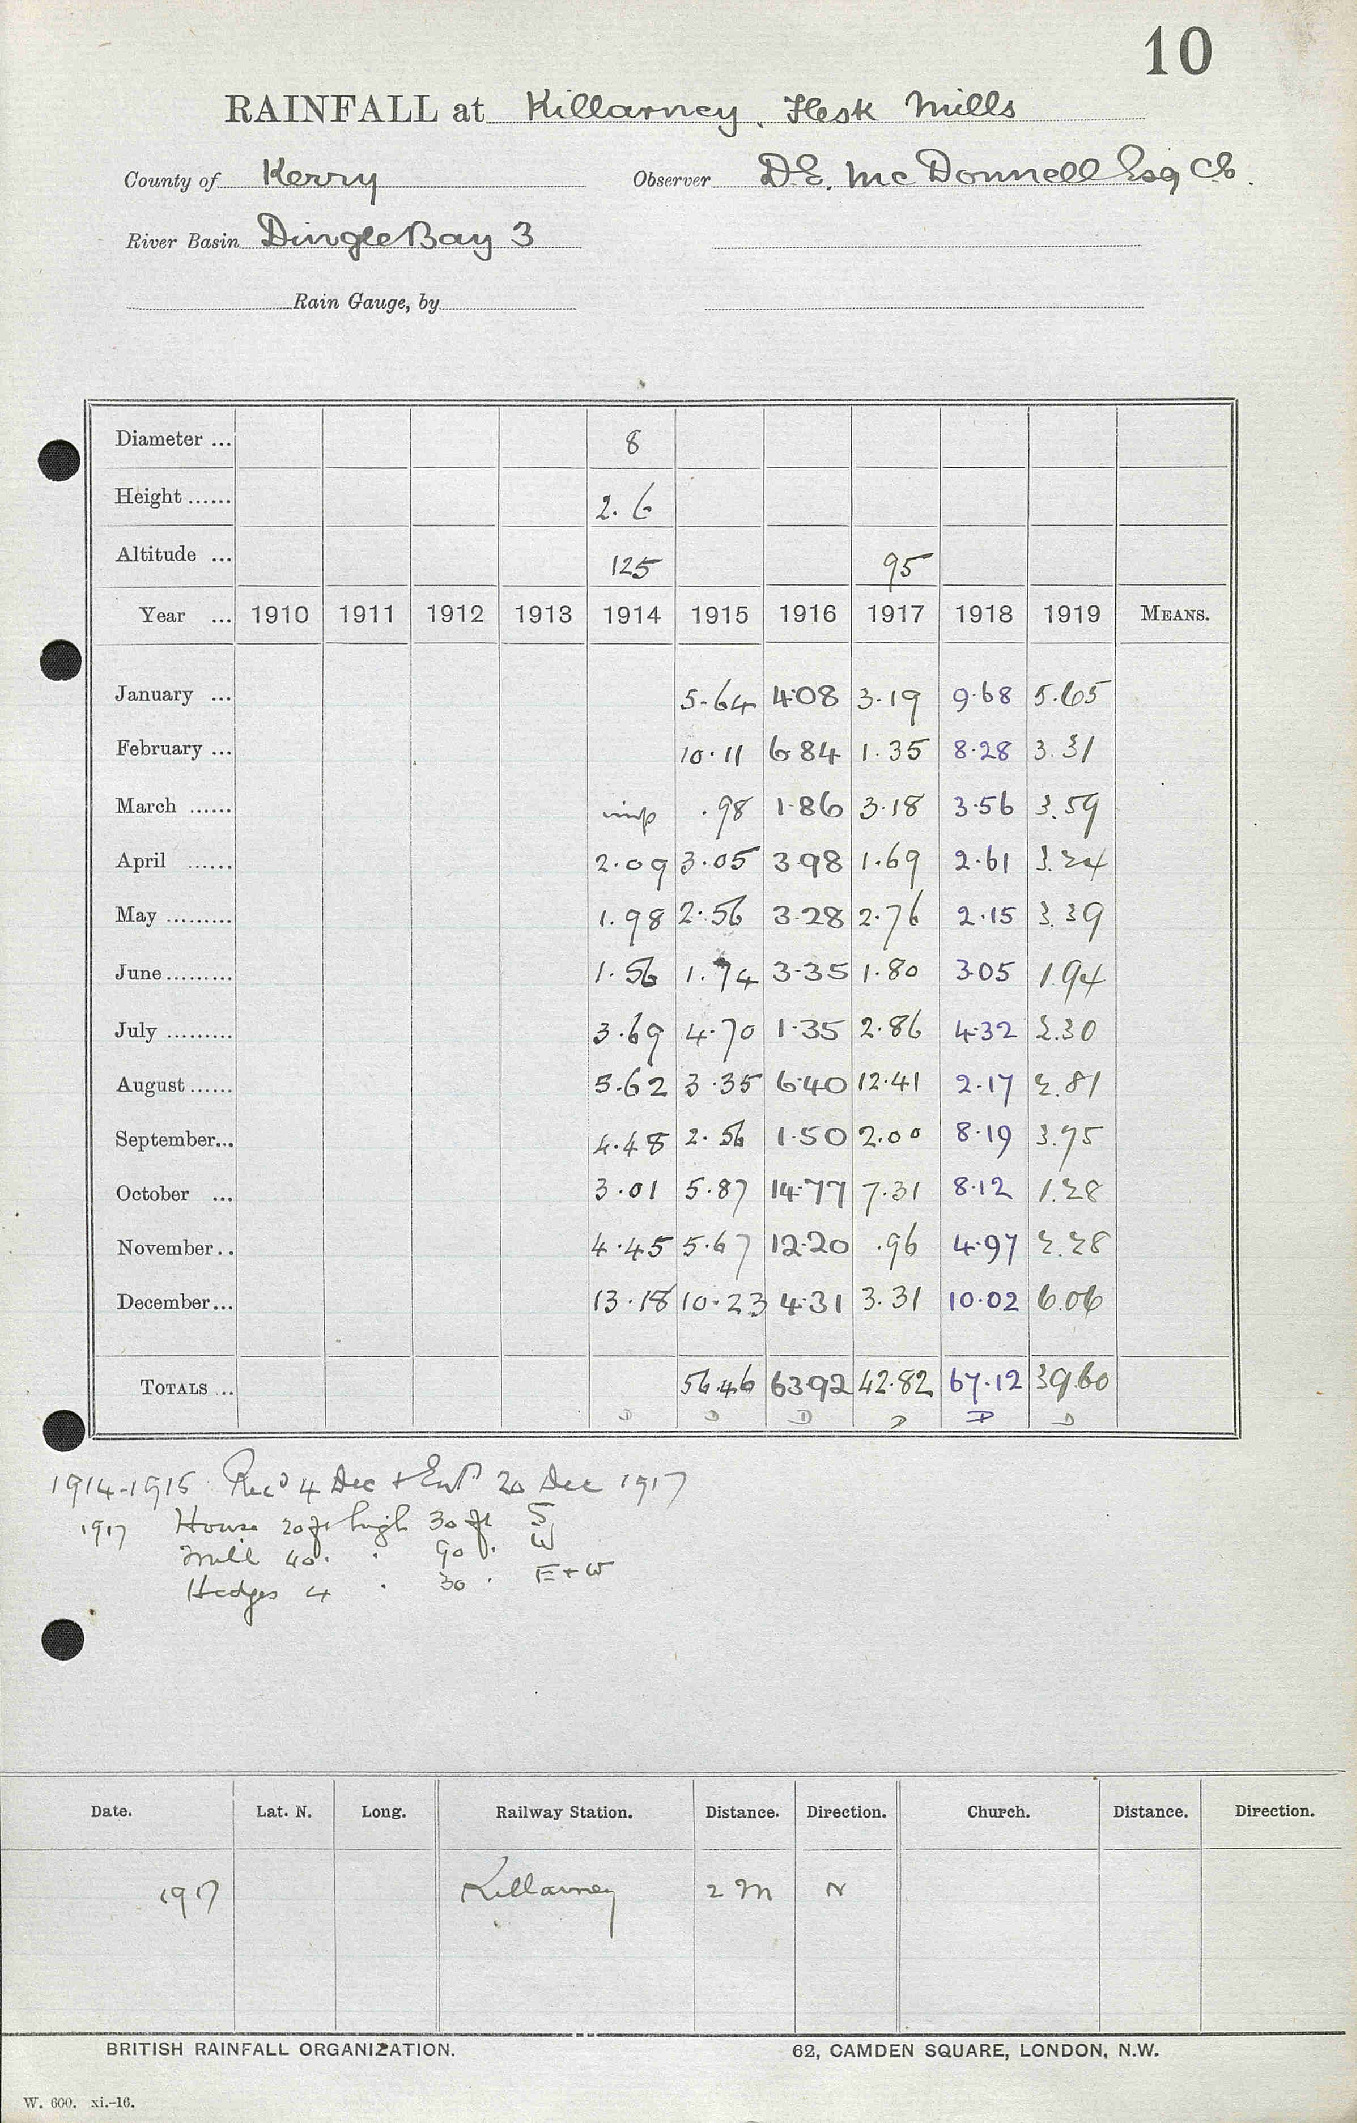 10
RAINFALL at Killarney, Flesk Mills
County of Kerry Observer D.E. McDonnell Esq C.E.
River Basin Dingle Bay 3
Rain Gauge, by
Diameter ... 8
Height ...... 2.6
Altitude ... 125 95
Year ... 1910 1911 1912 1913 1914 1915 1916 1917 1918 1919 MEANS.
January ... 5.64 4.08 3.19 9.68 5.65
February ... 10.11 6.84 1.35 8.28 3.31
March ...... imp .98 1.86 3.18 3.56 3.59
April ...... 2.09 3.05 3.98 1.69 2.61 3.24
May ......... 1.98 2.56 3.28 2.76 2.15 3.39
June ......... 1.56 1.74 3.35 1.80 3.05 1.94
July ......... 3.69 4.70 1.35 2.86 4.32 2.30
August ...... 5.62 3.35 6.40 12.41 2.17 2.81
September... 4.48 2.56 1.50 2.00 8.19 3.75
October ... 3.01 5.87 14.77 7.31 8.12 1.28
November .. 4.45 5.67 12.20 .96 4.97 2.28
December ... 13.18 10.23 4.31 3.31 10.02 6.06
TOTALS ... 56.46 63.92 42.82 67.12 39.60
D D D D D D
1914-1915 Recd 4 Dec + Entd 20 Dec 1917
1917 House 20 ft high 30 ft S
Mill 40 " " 90 " W
Hedges 4 " 30 " E + W
Date. Lat. N. Long. Railway Station. Distance. Direction. Church. Distance. Direction.
1917 Killarney 2 m N
BRITISH RAINFALL ORGANIZATION. 62, CAMDEN SQUARE, LONDON, N.W.
W. 600. xi.-16.